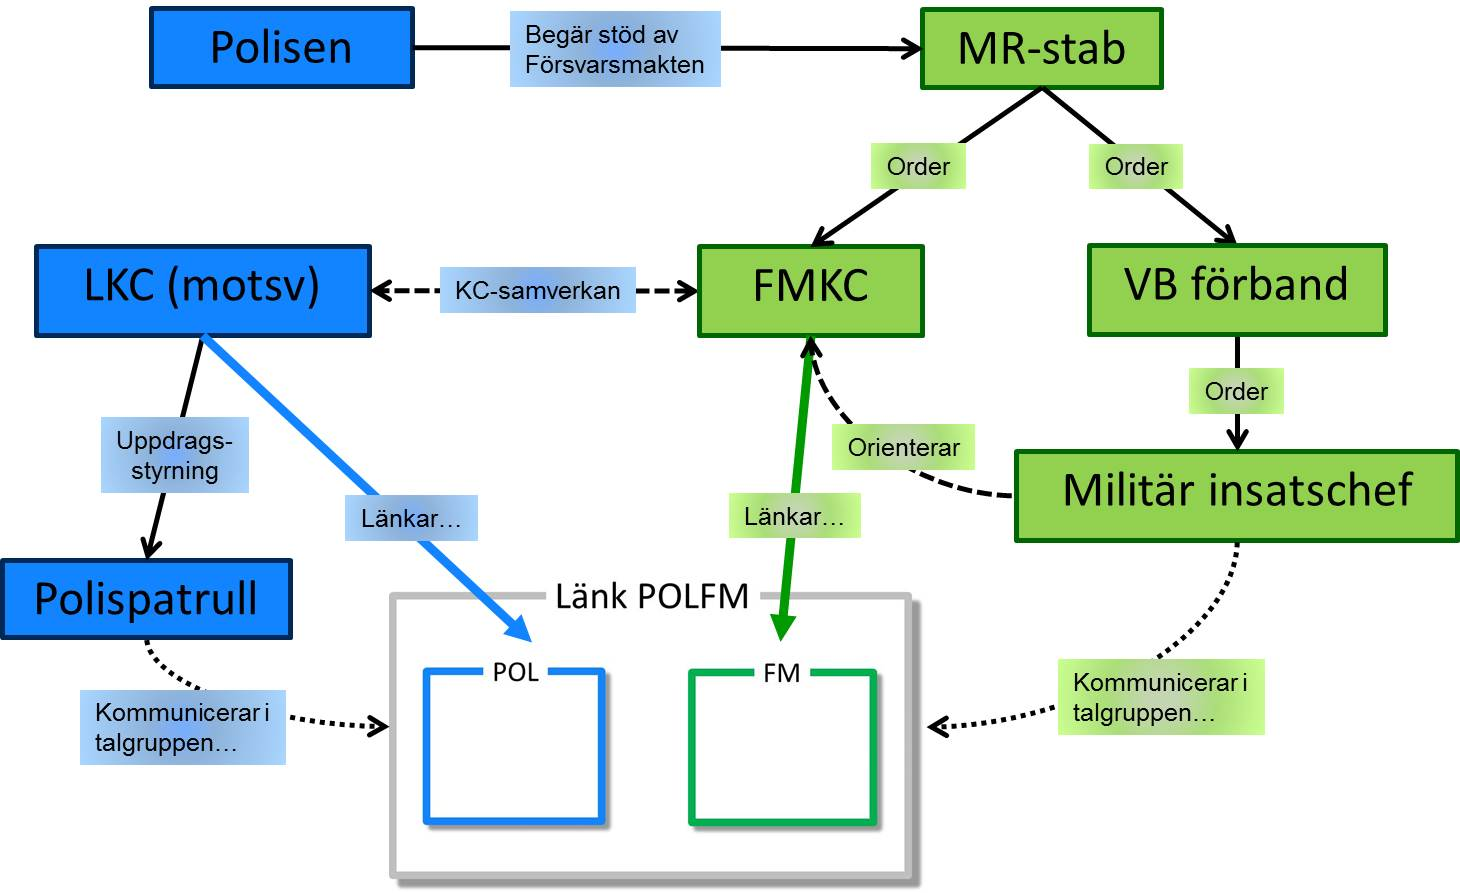 Polisen
Begär stöd av
Försvarsmakten
MR-stab
Order
Order
LKC (motsv)
KC-samverkan
FMKC
VB förband
Order
Uppdrags-
styrning
Orienterar
Länkar...
Länkar...
Militär insatschef
Polispatrull
Länk POLFM
POL
FM
Kommunicerar i
talgruppen...
Kommunicerar i
talgruppen...